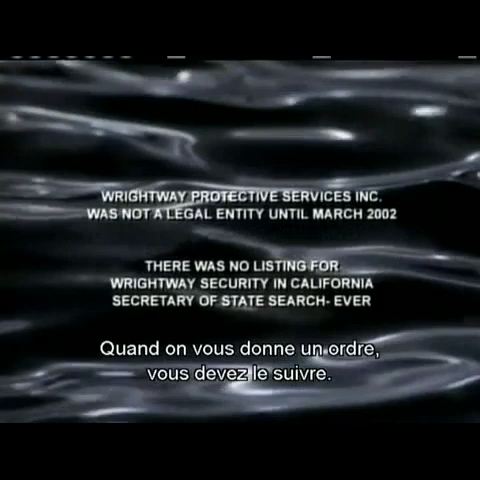 WRIGHTWAY PROTECTIVE SERVICES INC.
WAS NOT A LEGAL ENTITY UNTIL MARCH 2002
THERE WAS NO LISTING FOR
WRIGHTWAY SECURITY IN CALIFORNIA
SECRETARY OF STATE SEARCH- EVER
Quand on vous donne un ordre,
vous devez le suivre.